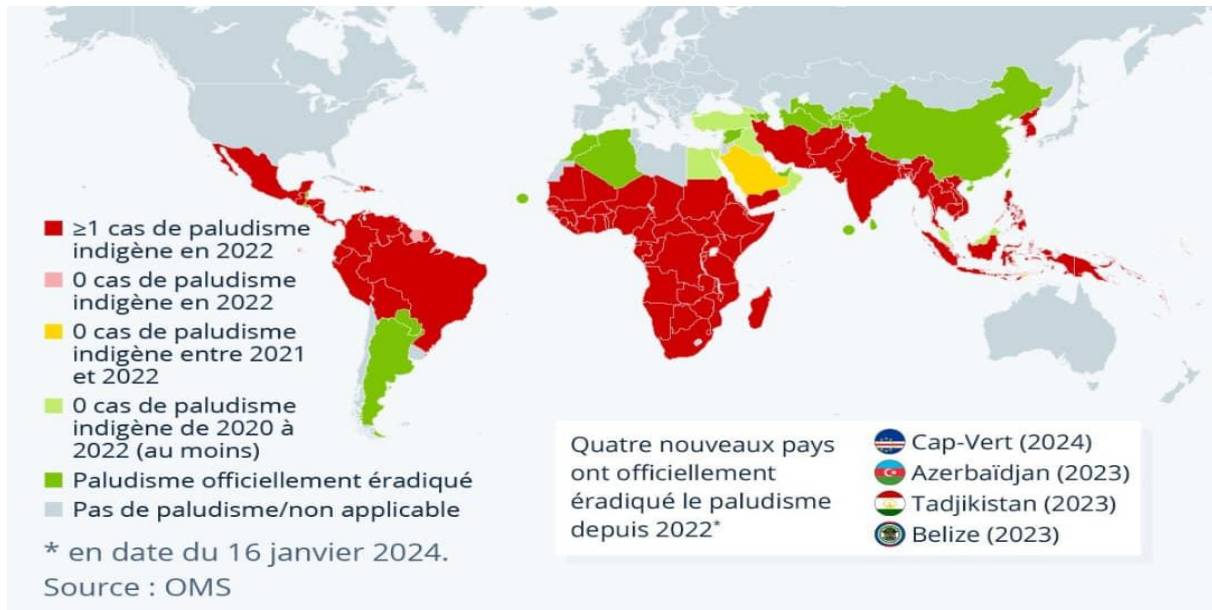 ≥1 cas de paludisme
indigène en 2022
0 cas de paludisme
indigène en 2022
0 cas de paludisme
indigène entre 2021
et 2022
0 cas de paludisme
indigène de 2020 à
2022 (au moins)
Paludisme officiellement éradiqué
Pas de paludisme/non applicable
* en date du 16 janvier 2024.
Source : OMS
Quatre nouveaux pays
ont officiellement
éradiqué le paludisme
depuis 2022*
Cap-Vert (2024)
Azerbaïdjan (2023)
Tadjikistan (2023)
Belize (2023)